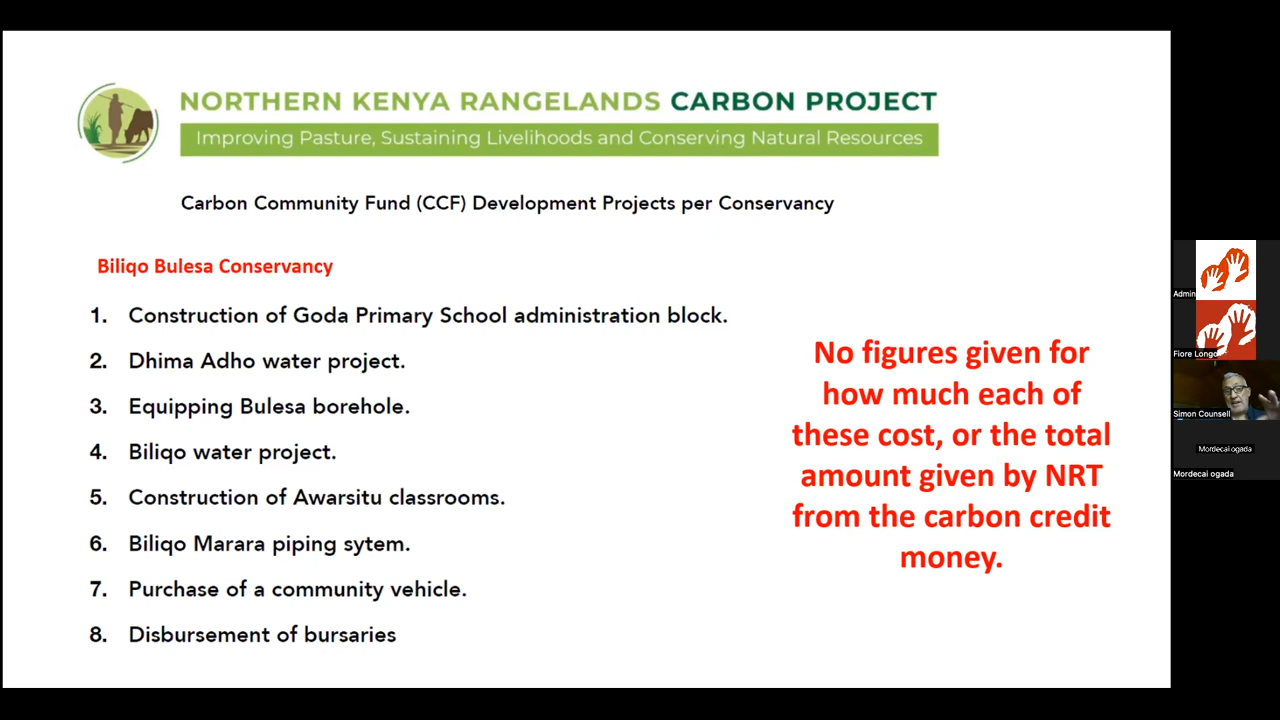 NORTHERN KENYA RANGELANDS CARBON PROJECT
Improving Pasture, Sustaining Livelihoods and Conserving Natural Resources
Carbon Community Fund (CCF) Development Projects per Conservancy
Biliqo Bulesa Conservancy
1. Construction of Goda Primary School administration block.
2. Dhima Adho water project.
3. Equipping Bulesa borehole.
4. Biliqo water project.
5. Construction of Awarsitu classrooms.
6. Biliqo Marara piping sytem.
7. Purchase of a community vehicle.
8. Disbursement of bursaries
No figures given for
how much each of
these cost, or the total
amount given by NRT
from the carbon credit
money.
Admin
Fiore Longo
Simon Counsell
Mordecai ogada
Mordecai ogada